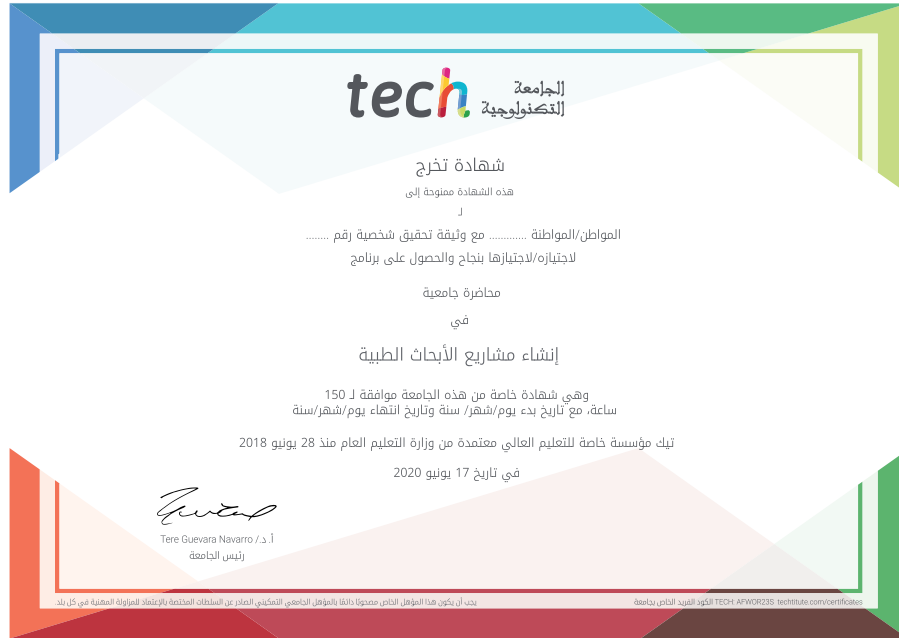 tech الجامعة
التكنولوجية
شهادة تخرج
هذه الشهادة ممنوحة إلى
لـ
المواطن/المواطنة ............. مع وثيقة تحقيق شخصية رقم ........
لاجتيازه/لاجتيازها بنجاح والحصول على برنامج
محاضرة جامعية
في
إنشاء مشاريع الأبحاث الطبية
وهي شهادة خاصة من هذه الجامعة موافقة لـ 150
ساعة، مع تاريخ بدء يوم/شهر/ سنة وتاريخ انتهاء يوم/شهر/سنة
تيك مؤسسة خاصة للتعليم العالي معتمدة من وزارة التعليم العام منذ 28 يونيو 2018
في تاريخ 17 يونيو 2020
أ. د./ Tere Guevara Navarro
رئيس الجامعة
يجب أن يكون هذا المؤهل الخاص مصحوبًا دائمًا بالمؤهل الجامعي التمكيني الصادر عن السلطات المختصة بالإعتماد للمزاولة المهنية في كل بلد.
الكود الفريد الخاص بجامعة TECH: AFWOR23S techtitute.com/certificates